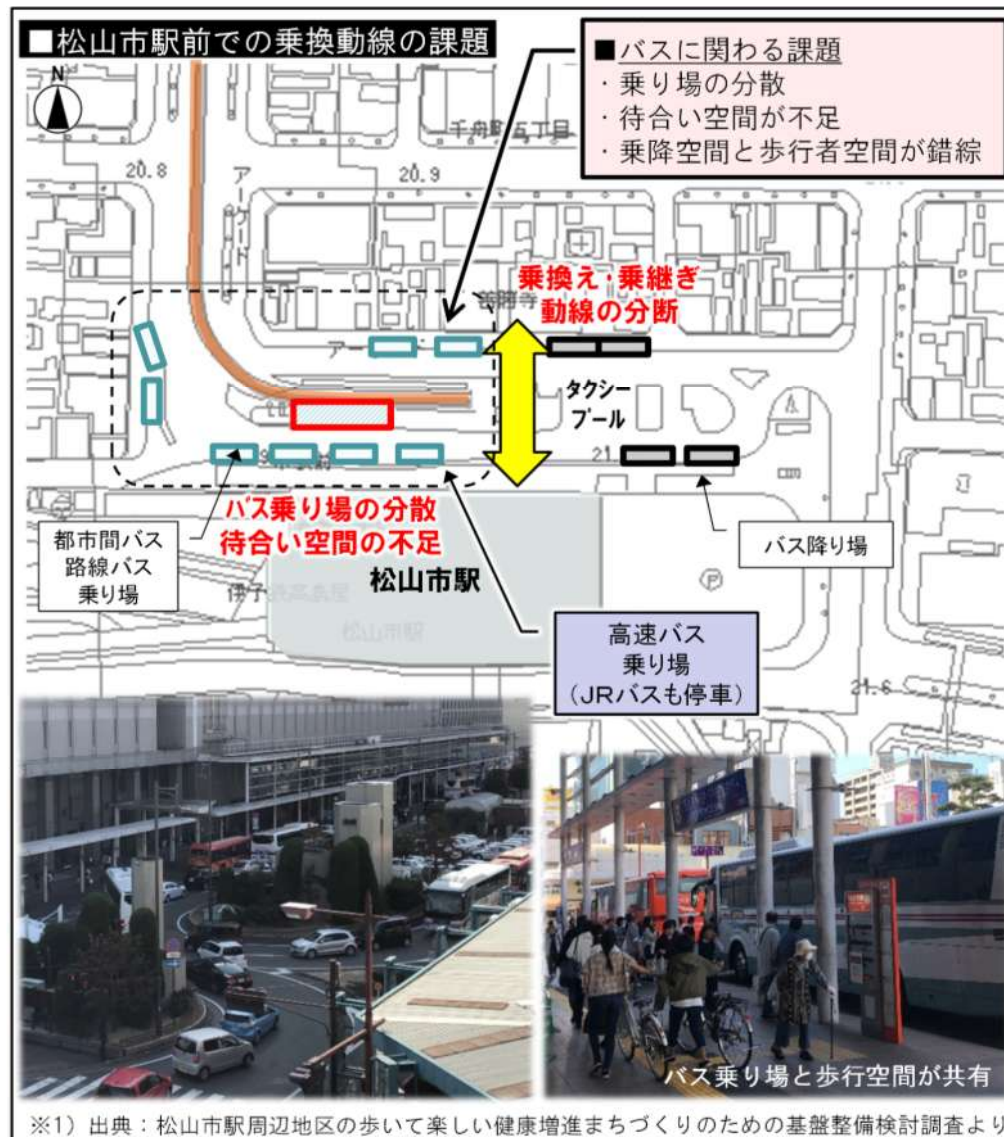 ■松山市駅前での乗換動線の課題
■バスに関わる課題
・乗り場の分散
・待合い空間が不足
・乗降空間と歩行者空間が錯綜
N
千舟町五丁目
20.8
20.9
アーケード
乗換え・乗継ぎ
動線の分断
アー
タクシー
プール
21.
バス乗り場の分散
待合い空間の不足
都市間バス
路線バス
乗り場
松山市駅
バス降り場
P
松山市駅
高速バス
乗り場
(JRバスも停車)
21.6
バス乗り場と歩行空間が共有
※1）出典：松山市駅周辺地区の歩いて楽しい健康増進まちづくりのための基盤整備検討調査より